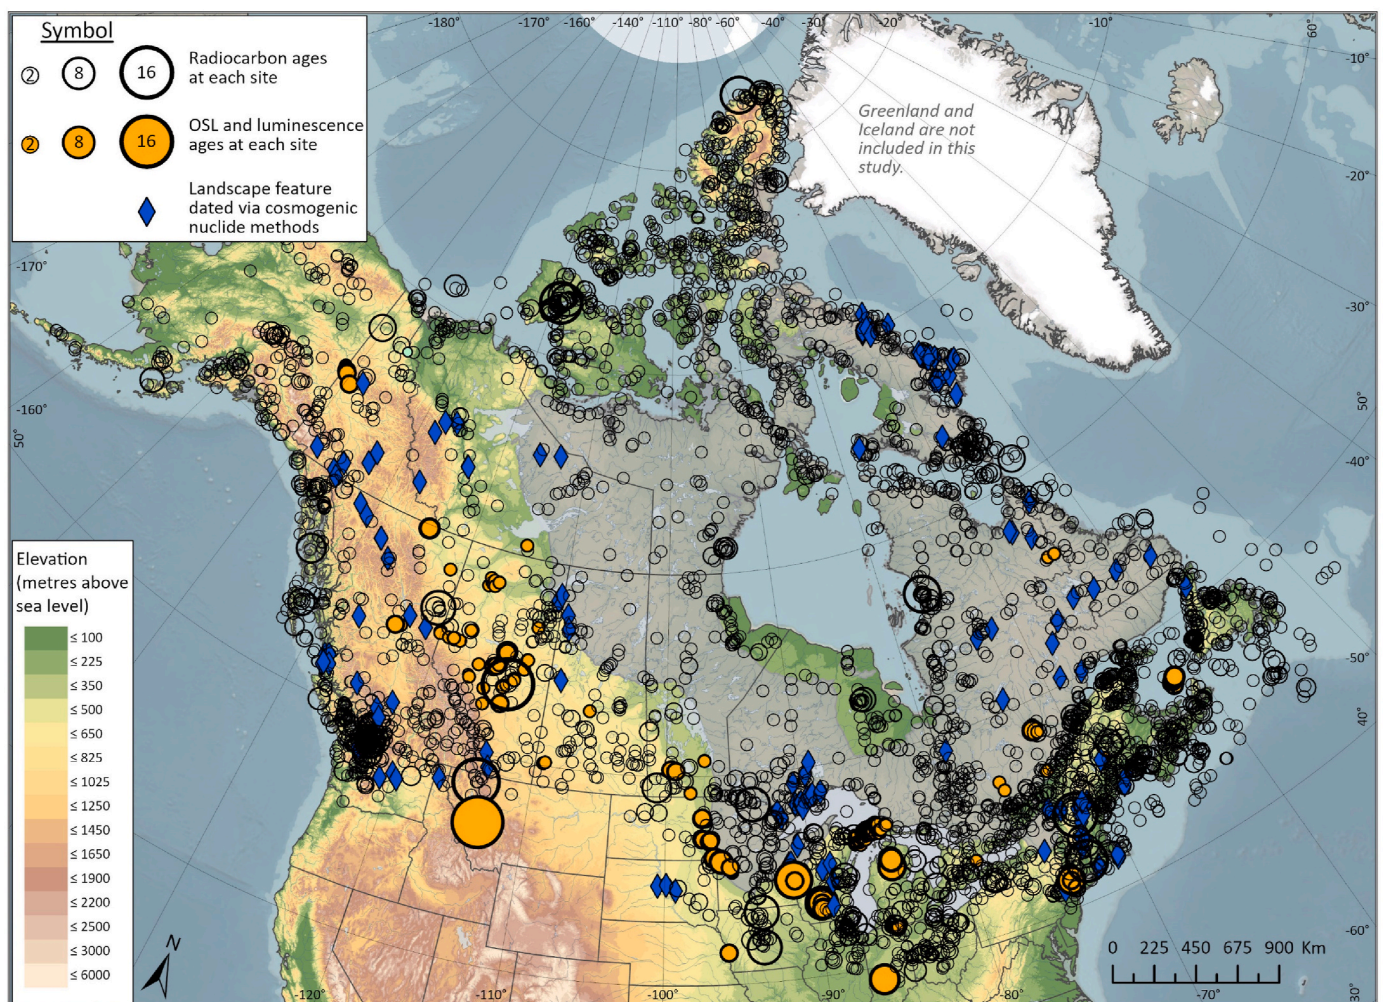 Symbol
2 8 16 Radiocarbon ages
at each site
2 8 16 OSL and luminescence
ages at each site
Landscape feature
dated via cosmogenic
nuclide methods
-180° -170° -160° -140° -110° -80° -60° -40° -30° -20° -10° 60°
-10°
Greenland and
Iceland are not
included in this
study.
-20°
-170°
-30°
-160°
50°
50°
-40°
Elevation
(metres above
sea level)
≤ 100
≤ 225
≤ 350
≤ 500
≤ 650
≤ 825
≤ 1025
≤ 1250
≤ 1450
≤ 1650
≤ 1900
≤ 2200
≤ 2500
≤ 3000
≤ 6000
-50°
40°
-60°
N
0 225 450 675 900 Km
-120° -110° -100° -90° -80° -70° 30°